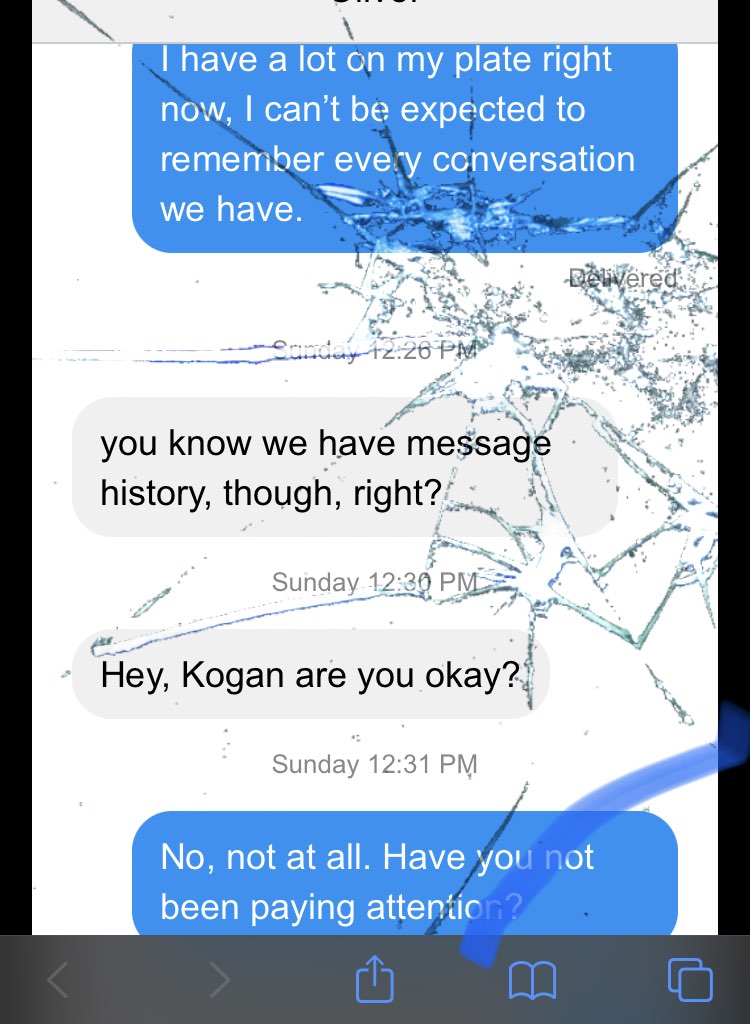 I have a lot on my plate right
now, I can’t be expected to
remember every conversation
we have.
Delivered
Sunday 12:26 PM
you know we have message
history, though, right?
Sunday 12:30 PM
Hey, Kogan are you okay?
Sunday 12:31 PM
No, not at all. Have you not
been paying attention?